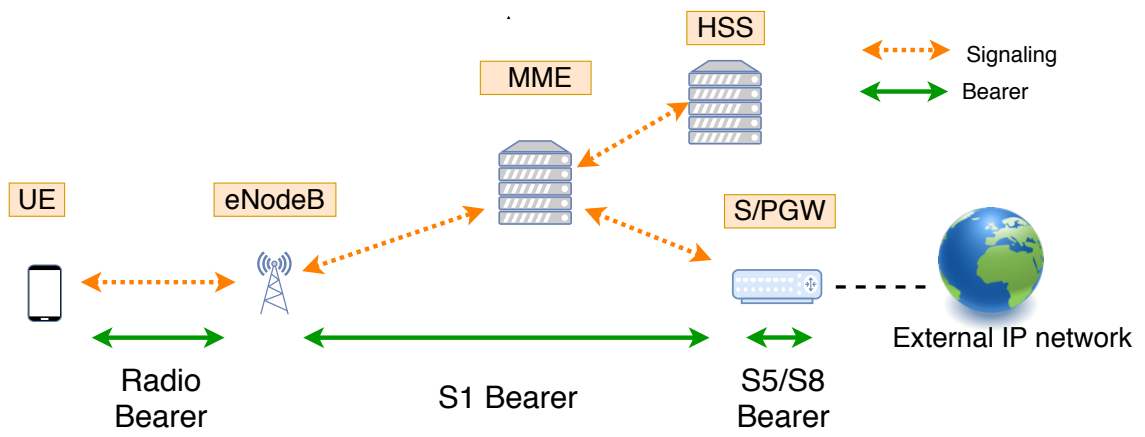 HSS
MME
Signaling
Bearer
UE
eNodeB
S/PGW
External IP network
Radio
Bearer
S1 Bearer
S5/S8
Bearer